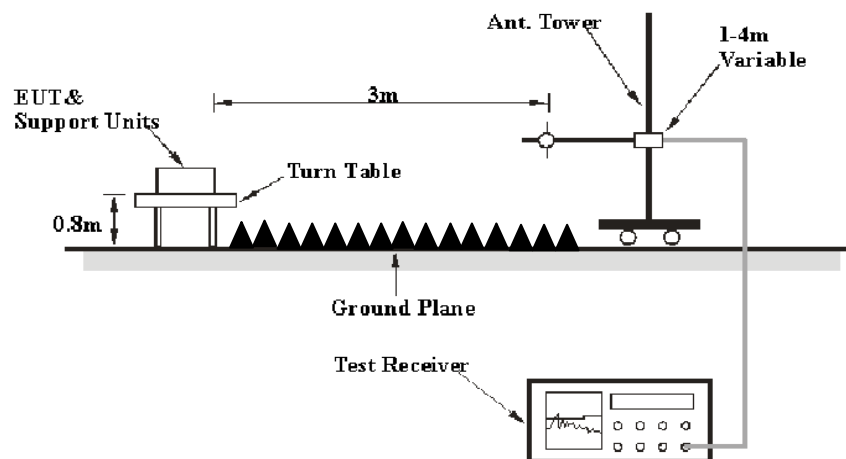 Ant. Tower
1-4m
Variable
3m
EUT &
Support Units
Turn Table
0.8m
Ground Plane
Test Receiver